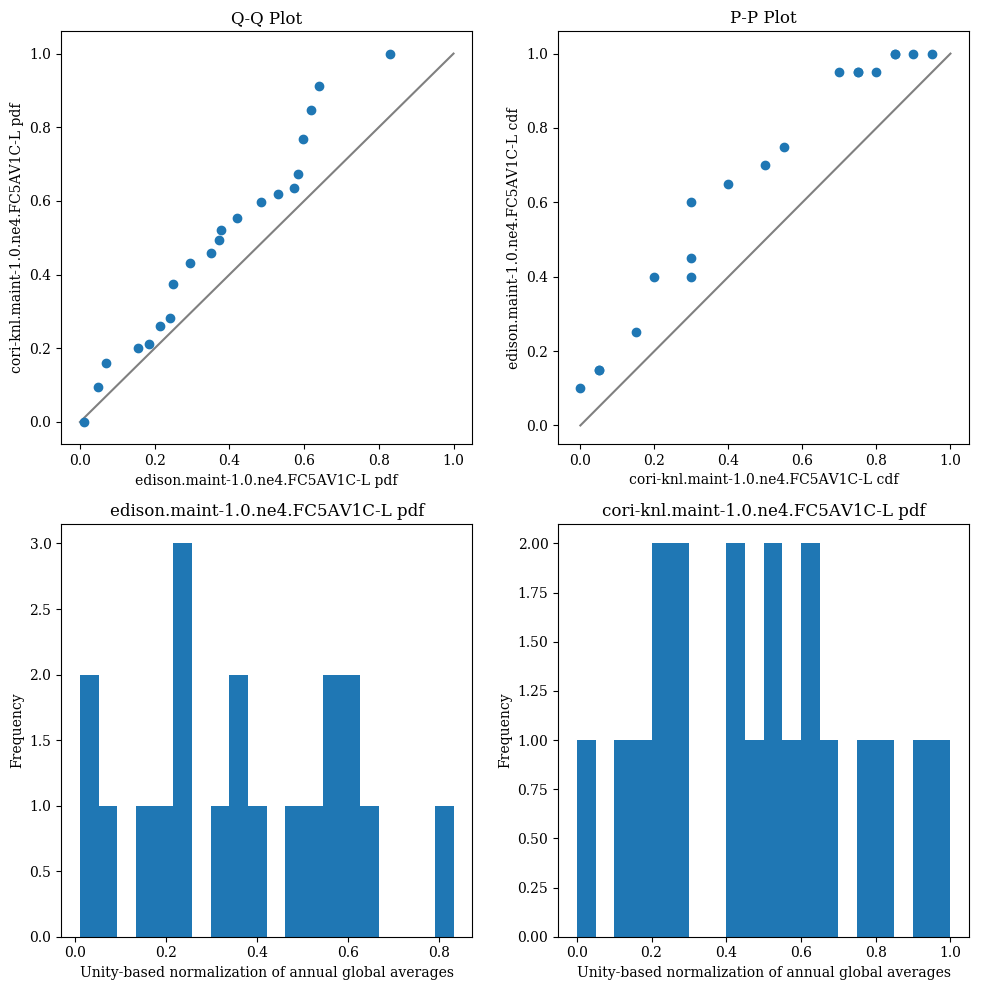 Q-Q Plot
1.0
0.8
0.6
0.4
0.2
0.0
cori-knl.maint-1.0.ne4.FC5AV1C-L pdf
0.0 0.2 0.4 0.6 0.8 1.0
edison.maint-1.0.ne4.FC5AV1C-L pdf
P-P Plot
1.0
0.8
0.6
0.4
0.2
0.0
edison.maint-1.0.ne4.FC5AV1C-L cdf
0.0 0.2 0.4 0.6 0.8 1.0
cori-knl.maint-1.0.ne4.FC5AV1C-L cdf
edison.maint-1.0.ne4.FC5AV1C-L pdf
3.0
2.5
2.0
1.5
1.0
0.5
0.0
Frequency
0.0 0.2 0.4 0.6 0.8
Unity-based normalization of annual global averages
cori-knl.maint-1.0.ne4.FC5AV1C-L pdf
2.00
1.75
1.50
1.25
1.00
0.75
0.50
0.25
0.00
Frequency
0.0 0.2 0.4 0.6 0.8 1.0
Unity-based normalization of annual global averages